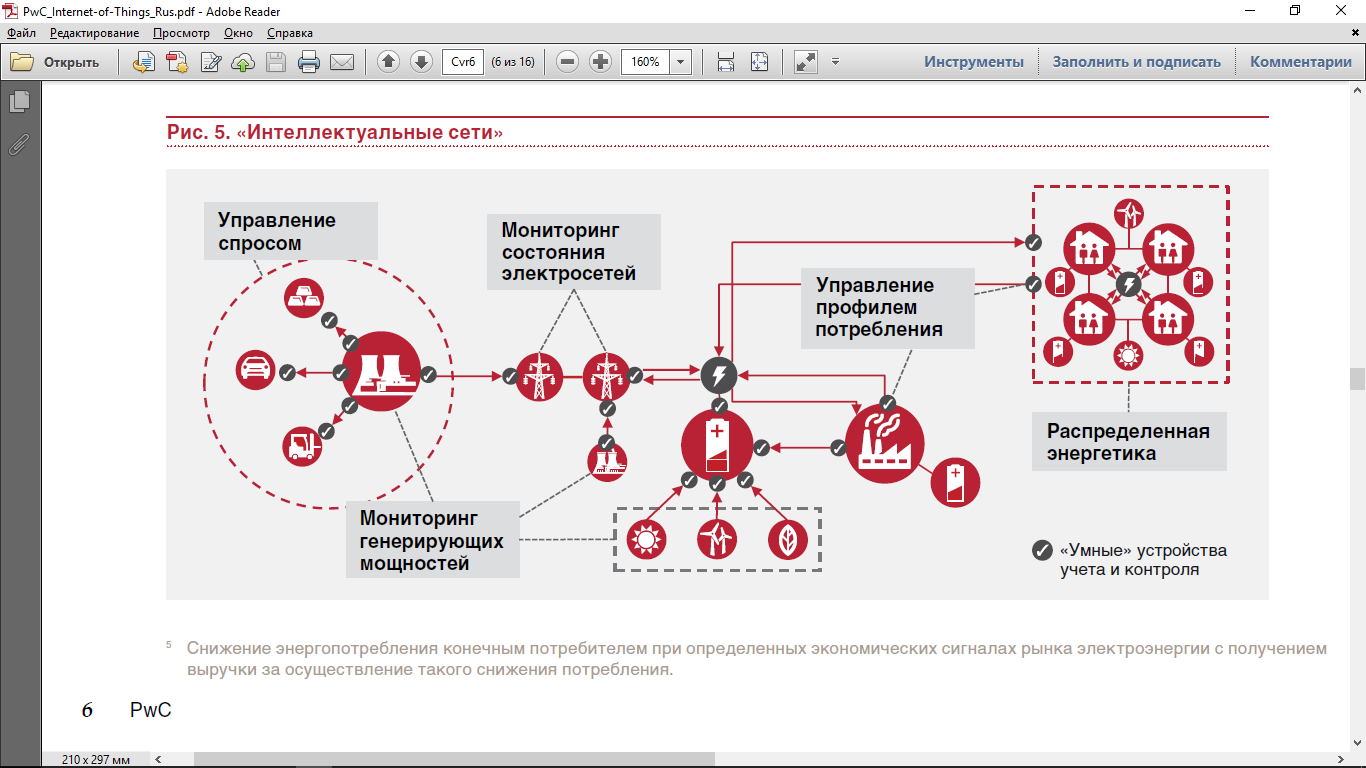 PwC_Internet-of-Things_Rus.pdf - Adobe Reader
Файл Редактирование Просмотр Окно Справка
Открыть
Cvr6
(6 из 16)
160%
Инструменты
Заполнить и подписать
Комментарии
Рис. 5. «Интеллектуальные сети»
Управление
спросом
Мониторинг
состояния
электросетей
Управление
профилем
потребления
Распределенная
энергетика
Мониторинг
генерирующих
мощностей
«Умные» устройства
учета и контроля
5 Снижение энергопотребления конечным потребителем при определенных экономических сигналах рынка электроэнергии с получением
выручки за осуществление такого снижения потребления.
6 PwC
210 x 297 мм